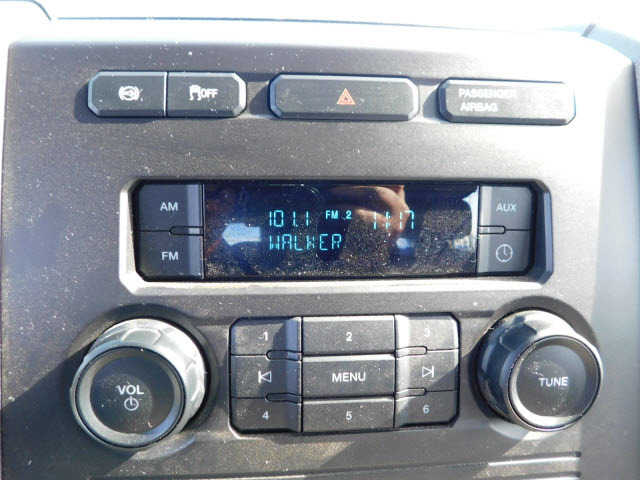 OFF
PASSENGER
AIRBAG
AM
101.1 FM 2 11:17
AUX
FM
WALKER
1 2 3
VOL
MENU
TUNE
4 5 6